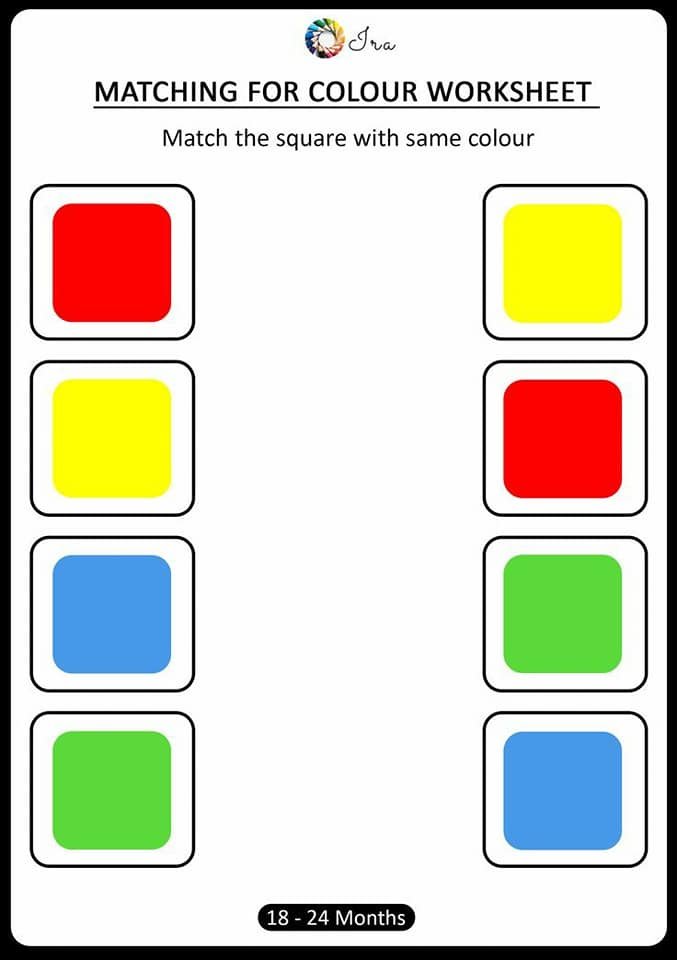 Ira
MATCHING FOR COLOUR WORKSHEET
Match the square with same colour
18 - 24 Months